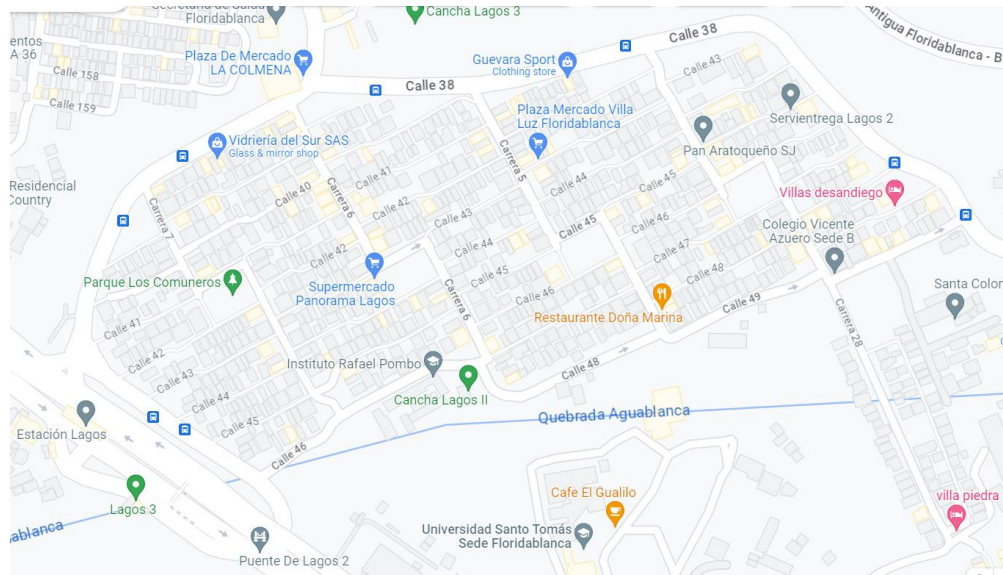 Secretaría de Salud
Floridablanca
Cancha Lagos 3
Antigua Floridablanca - B
entos
A 36
Calle 158
Calle 159
Plaza De Mercado
LA COLMENA
Calle 38
Guevara Sport
Clothing store
Calle 38
Calle 43
Plaza Mercado Villa
Luz Floridablanca
Servientrega Lagos 2
Vidriería del Sur SAS
Glass & mirror shop
Carrera 5
Pan Aratoqueño SJ
Residencial
Country
Calle 40
Calle 41
Carrera 6
Calle 42
Calle 43
Calle 44
Calle 45
Calle 45
Calle 46
Villas desandiego
Carrera 7
Calle 42
Calle 44
Calle 47
Colegio Vicente
Azuero Sede B
Parque Los Comuneros
Supermercado
Panorama Lagos
Calle 45
Calle 46
Calle 48
Calle 49
Santa Color
Carrera 6
Restaurante Doña Marina
Calle 41
Calle 42
Calle 43
Calle 44
Calle 45
Calle 46
Instituto Rafael Pombo
Cancha Lagos II
Calle 48
Carrera 28
Quebrada Aguablanca
Estación Lagos
Lagos 3
Cafe El Gualilo
villa piedra
ablanca
Universidad Santo Tomás
Sede Floridablanca
Puente De Lagos 2